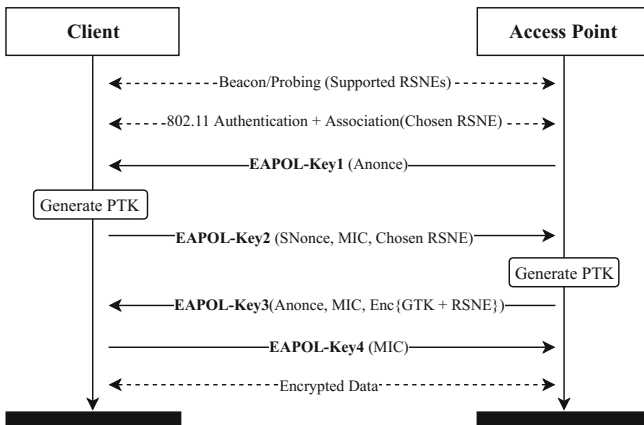 Client
Access Point
Beacon/Probing (Supported RSNEs)
802.11 Authentication + Association(Chosen RSNE)
EAPOL-Key1 (Anonce)
Generate PTK
EAPOL-Key2 (SNonce, MIC, Chosen RSNE)
Generate PTK
EAPOL-Key3(Anonce, MIC, Enc{GTK + RSNE})
EAPOL-Key4 (MIC)
Encrypted Data